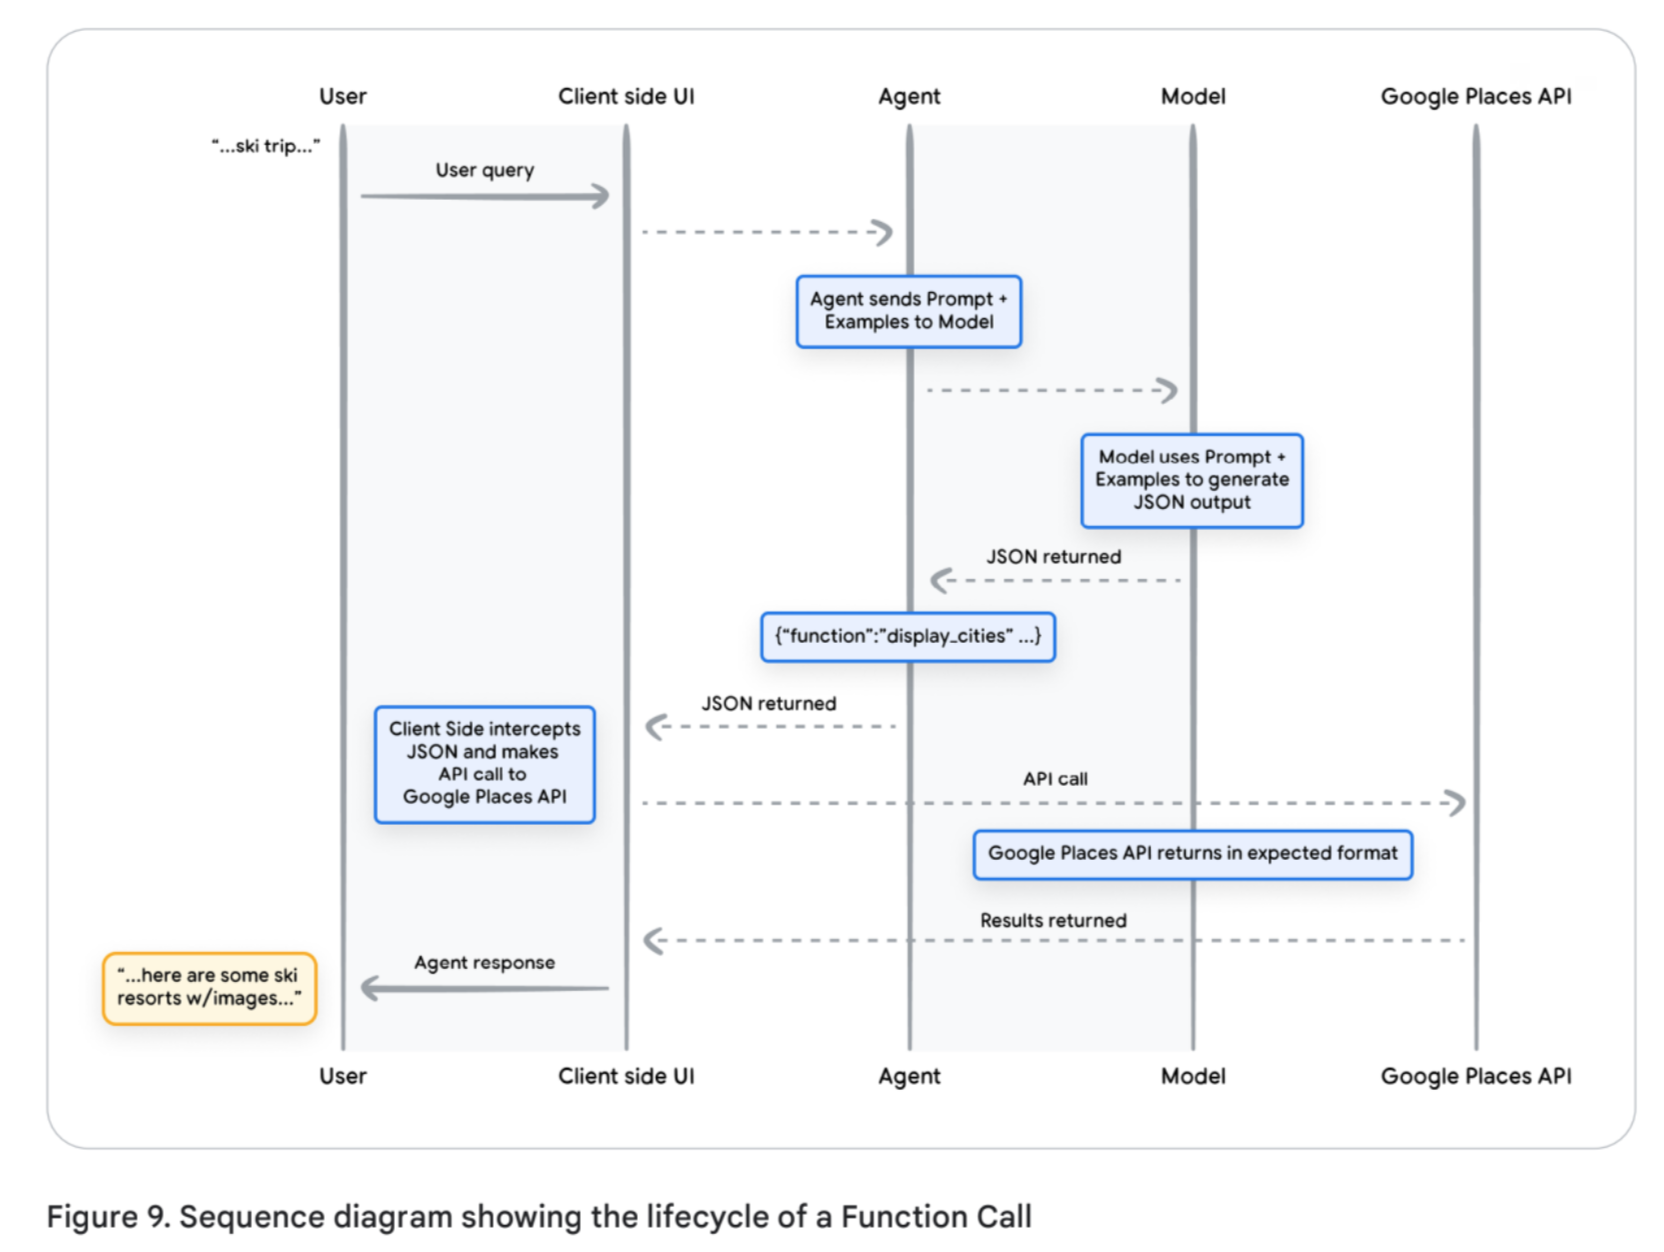 User
Client side UI
Agent
Model
Google Places API
“...ski trip...”
User query
Agent sends Prompt +
Examples to Model
Model uses Prompt +
Examples to generate
JSON output
JSON returned
{“function”:”display_cities” ...}
JSON returned
Client Side intercepts
JSON and makes
API call to
Google Places API
API call
Google Places API returns in expected format
Results returned
Agent response
“...here are some ski
resorts w/images...”
User
Client side UI
Agent
Model
Google Places API
Figure 9. Sequence diagram showing the lifecycle of a Function Call